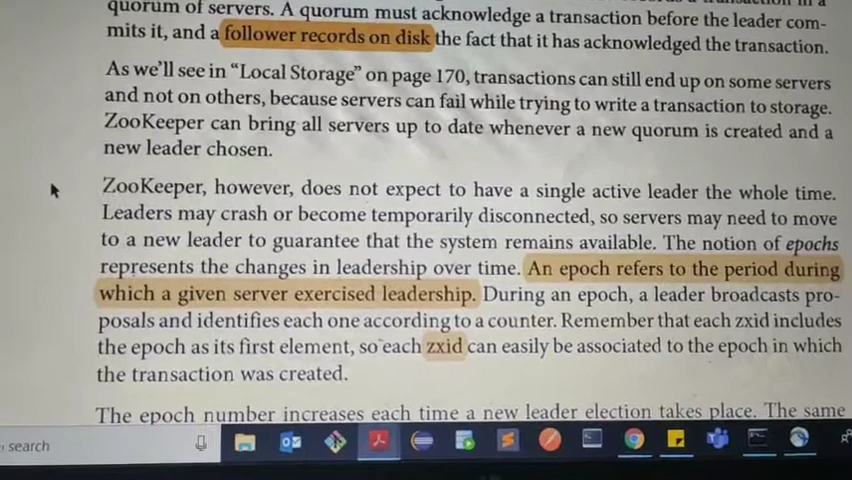 quorum of servers. A quorum must acknowledge a transaction before the leader com-
mits it, and a follower records on disk the fact that it has acknowledged the transaction.
As we'll see in “Local Storage” on page 170, transactions can still end up on some servers
and not on others, because servers can fail while trying to write a transaction to storage.
ZooKeeper can bring all servers up to date whenever a new quorum is created and a
new leader chosen.
ZooKeeper, however, does not expect to have a single active leader the whole time.
Leaders may crash or become temporarily disconnected, so servers may need to move
to a new leader to guarantee that the system remains available. The notion of epochs
represents the changes in leadership over time. An epoch refers to the period during
which a given server exercised leadership. During an epoch, a leader broadcasts pro-
posals and identifies each one according to a counter. Remember that each zxid includes
the epoch as its first element, so each zxid can easily be associated to the epoch in which
the transaction was created.
The epoch number increases each time a new leader election takes place. The same
search